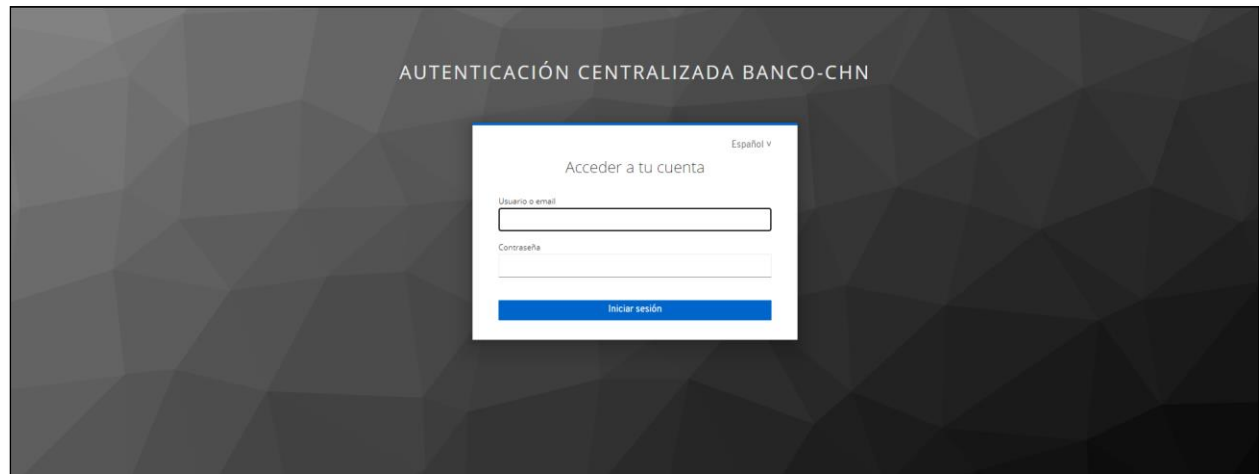 AUTENTICACIÓN CENTRALIZADA BANCO-CHN
Español ˅
Acceder a tu cuenta
Usuario o email
Contraseña
Iniciar sesión